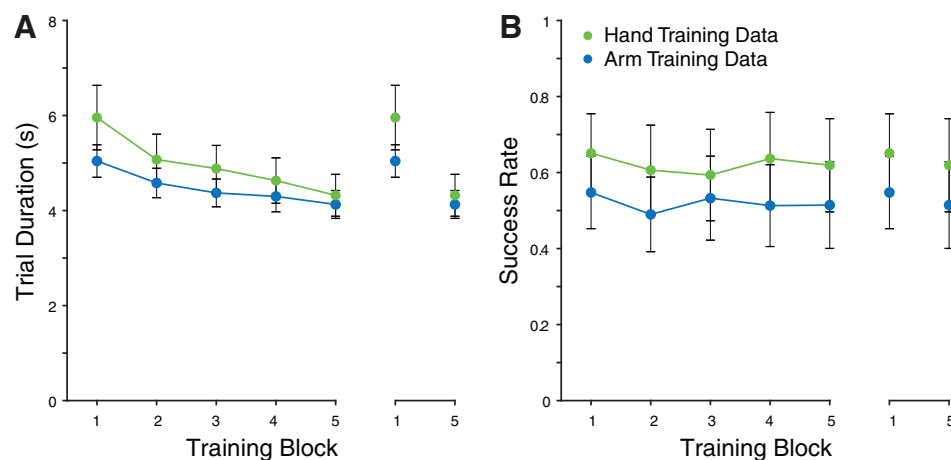 A
Trial Duration (s)
8
6
4
2
0
1 2 3 4 5 1 5
Training Block
B
Hand Training Data
Arm Training Data
Success Rate
1
0.8
0.6
0.4
0.2
0
1 2 3 4 5 1 5
Training Block